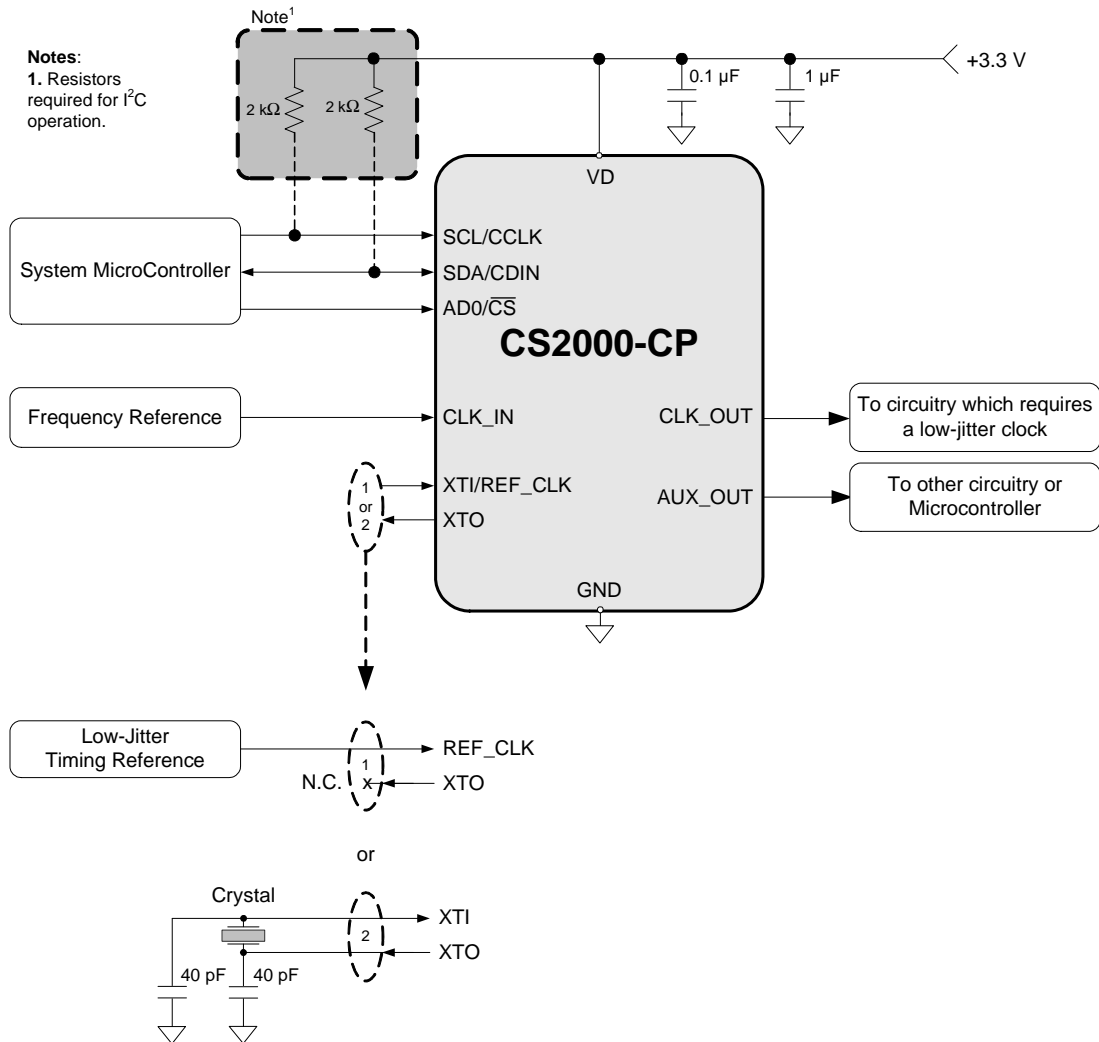 Note¹
Notes:
1. Resistors
required for I²C
operation.
2 kΩ
2 kΩ
0.1 µF
1 µF
+3.3 V
VD
System MicroController
SCL/CCLK
SDA/CDIN
AD0/C̅S̅
CS2000-CP
Frequency Reference
CLK_IN
CLK_OUT
To circuitry which requires
a low-jitter clock
1
or
2
XTI/REF_CLK
XTO
AUX_OUT
To other circuitry or
Microcontroller
GND
Low-Jitter
Timing Reference
1
REF_CLK
N.C.
x
XTO
or
Crystal
2
XTI
XTO
40 pF
40 pF